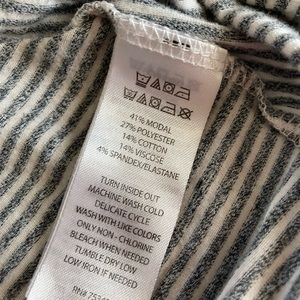 41% MODAL
27% POLYESTER
14% COTTON
14% VISCOSE
4% SPANDEX/ELASTANE
TURN INSIDE OUT
MACHINE WASH COLD
DELICATE CYCLE
WASH WITH LIKE COLORS
ONLY NON - CHLORINE
BLEACH WHEN NEEDED
TUMBLE DRY LOW
LOW IRON IF NEEDED